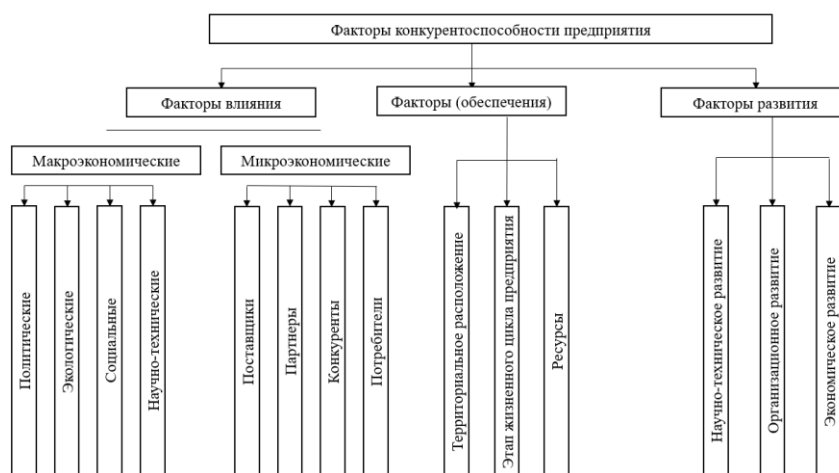 Факторы конкурентоспособности предприятия
Факторы влияния
Факторы (обеспечения)
Факторы развития
Макроэкономические
Микроэкономические
Политические
Экологические
Социальные
Научно-технические
Поставщики
Партнеры
Конкуренты
Потребители
Территориальное расположение
Этап жизненного цикла предприятия
Ресурсы
Научно-техническое развитие
Организационное развитие
Экономическое развитие